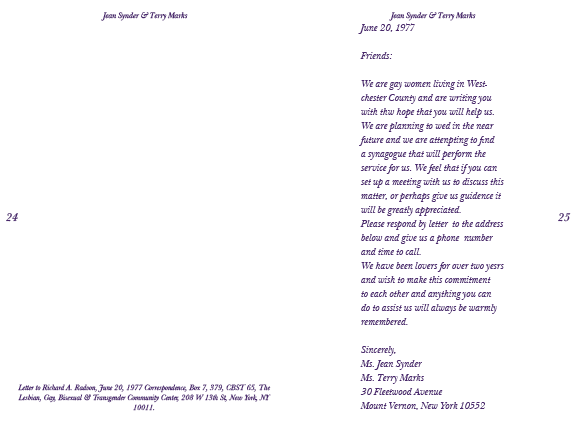 Jean Synder & Terry Marks
24
Letter to Richard A. Radson, June 20, 1977 Correspondence, Box 7, 379, CBST 65, The
Lesbian, Gay, Bisexual & Transgender Community Center, 208 W 13th St, New York, NY
10011.
Jean Synder & Terry Marks
June 20, 1977
Friends:
We are gay women living in West-
chester County and are writing you
with thw hope that you will help us.
We are planning to wed in the near
future and we are attenpting to find
a synagogue that will perform the
service for us. We feel that if you can
set up a meeting with us to discuss this
matter, or perhaps give us guidence it
will be greatly appreciated.
Please respond by letter to the address
below and give us a phone number
and time to call.
We have been lovers for over two yesrs
and wish to make this commitment
to each other and anything you can
do to assist us will always be warmly
remembered.
Sincerely,
Ms. Jean Synder
Ms. Terry Marks
30 Fleetwood Avenue
Mount Vernon, New York 10552
25